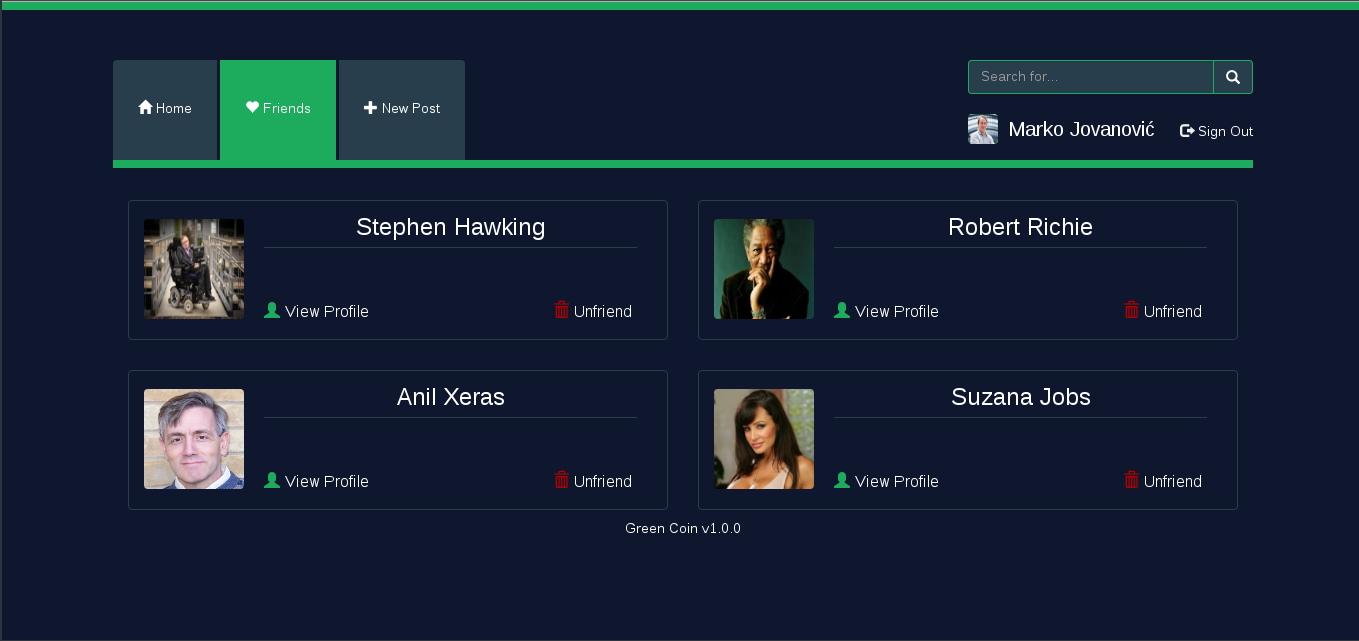 Home
Friends
New Post
Search for...
Marko Jovanović
Sign Out
Stephen Hawking
View Profile
Unfriend
Robert Richie
View Profile
Unfriend
Anil Xeras
View Profile
Unfriend
Suzana Jobs
View Profile
Unfriend
Green Coin v1.0.0